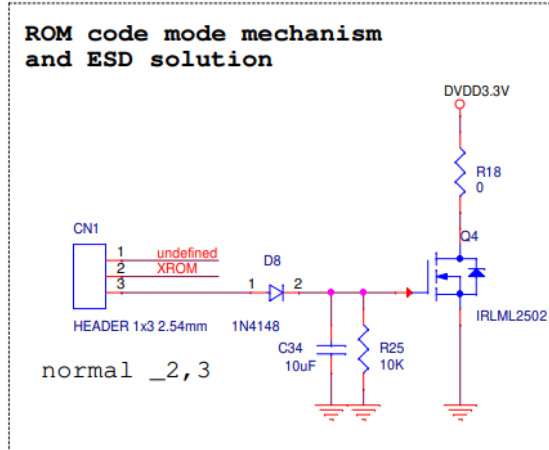 ROM code mode mechanism
and ESD solution
DVDD3.3V
R18
0
CN1
Q4
1
undefined
2
XROM
3
D8
1
2
HEADER 1x3 2.54mm
1N4148
IRLML2502
C34
10uF
R25
10K
normal _2,3